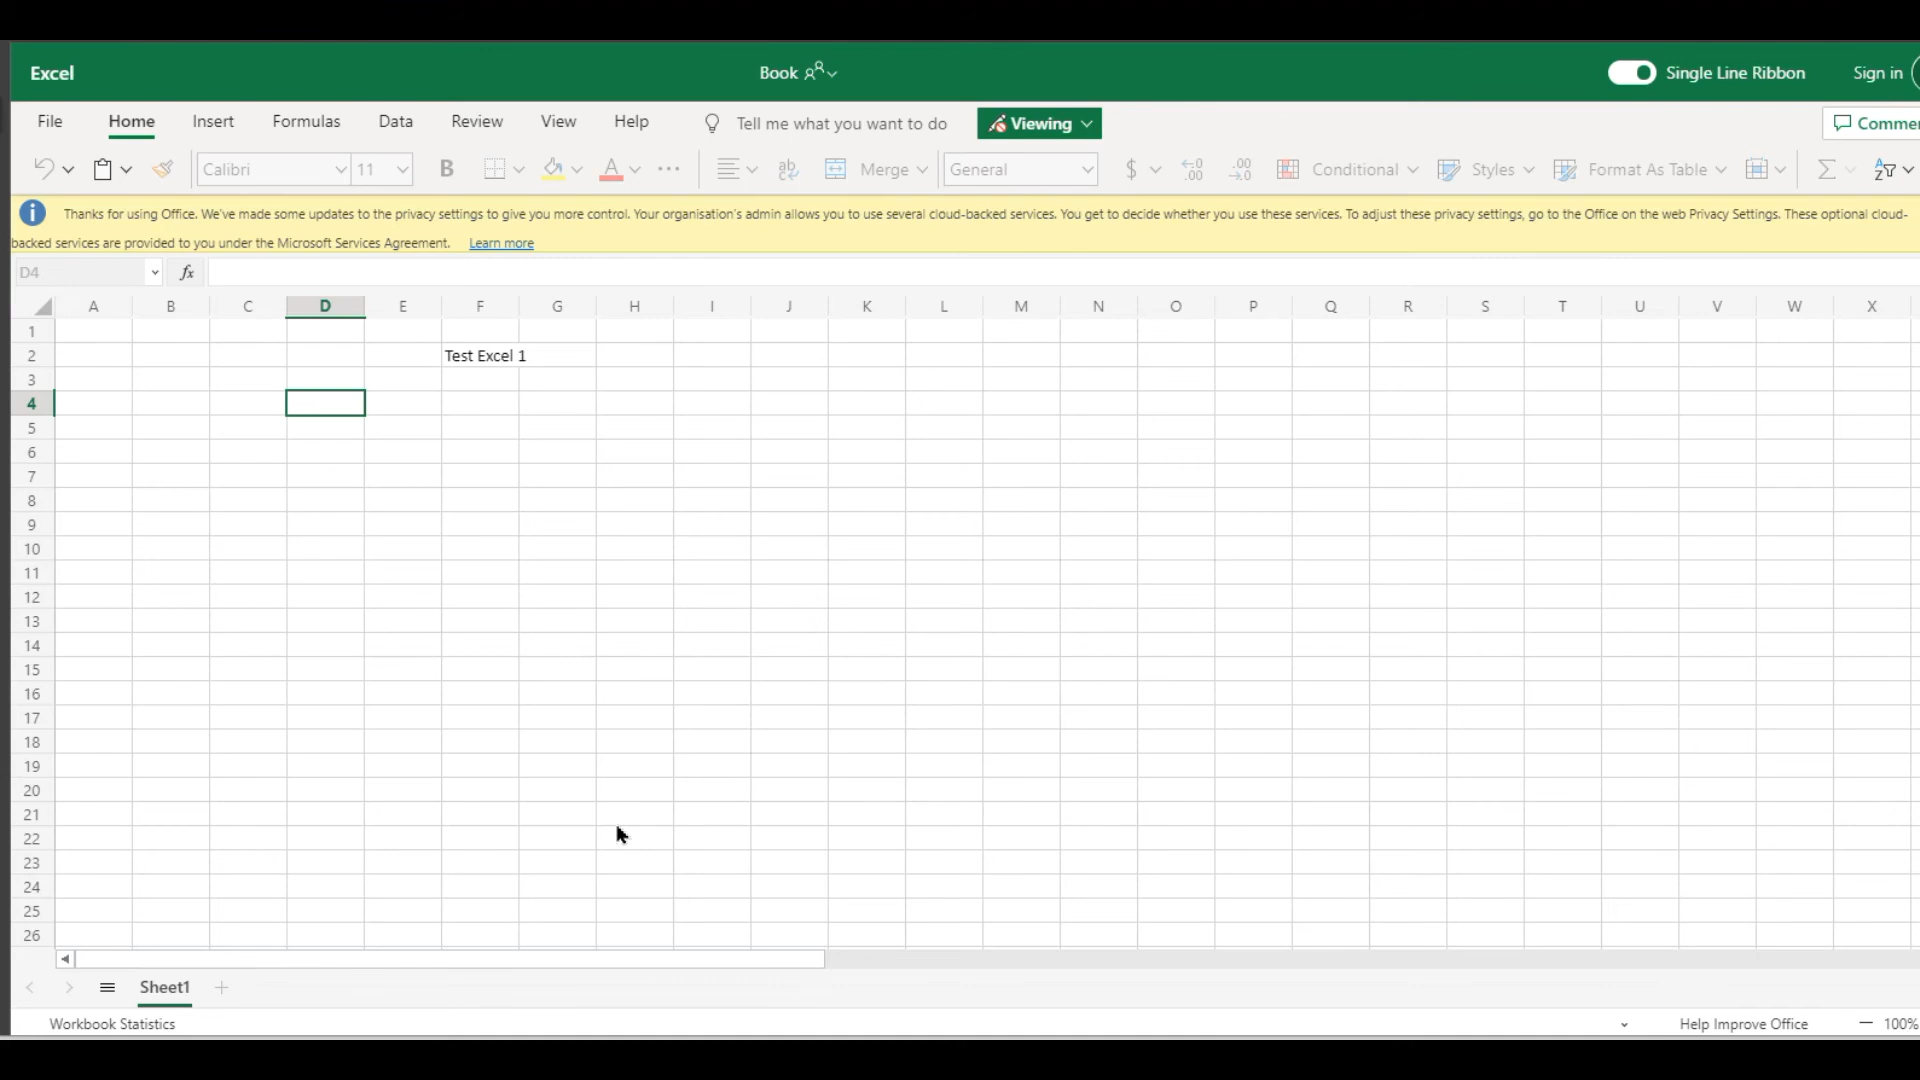 Excel Book Single Line Ribbon Sign in
File Home Insert Formulas Data Review View Help Tell me what you want to do Viewing
Calibri 11 B A ab Merge General $ .00 .00 Conditional Styles Format As Table
Thanks for using Office. We've made some updates to the privacy settings to give you more control. Your organisation's admin allows you to use several cloud-backed services. You get to decide whether you use these services. To adjust these privacy settings, go to the Office on the web Privacy Settings. These optional cloud-
backed services are provided to you under the Microsoft Services Agreement. Learn more
D4 fx
A B C D E F G H I J K L M N O P Q R S T U V W X
1
2 Test Excel 1
3
4
5
6
7
8
9
10
11
12
13
14
15
16
17
18
19
20
21
22
23
24
25
26
Sheet1
Workbook Statistics Help Improve Office 100%